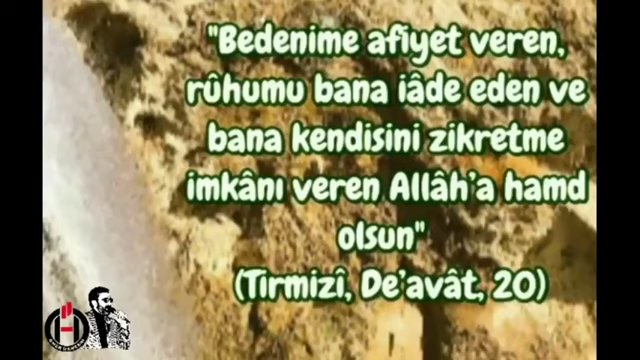 "Bedenime afiyet veren,
rûhumu bana iâde eden ve
bana kendisini zikretme
imkânı veren Allâh'a hamd
olsun"
(Tirmizî, De'avât, 20)